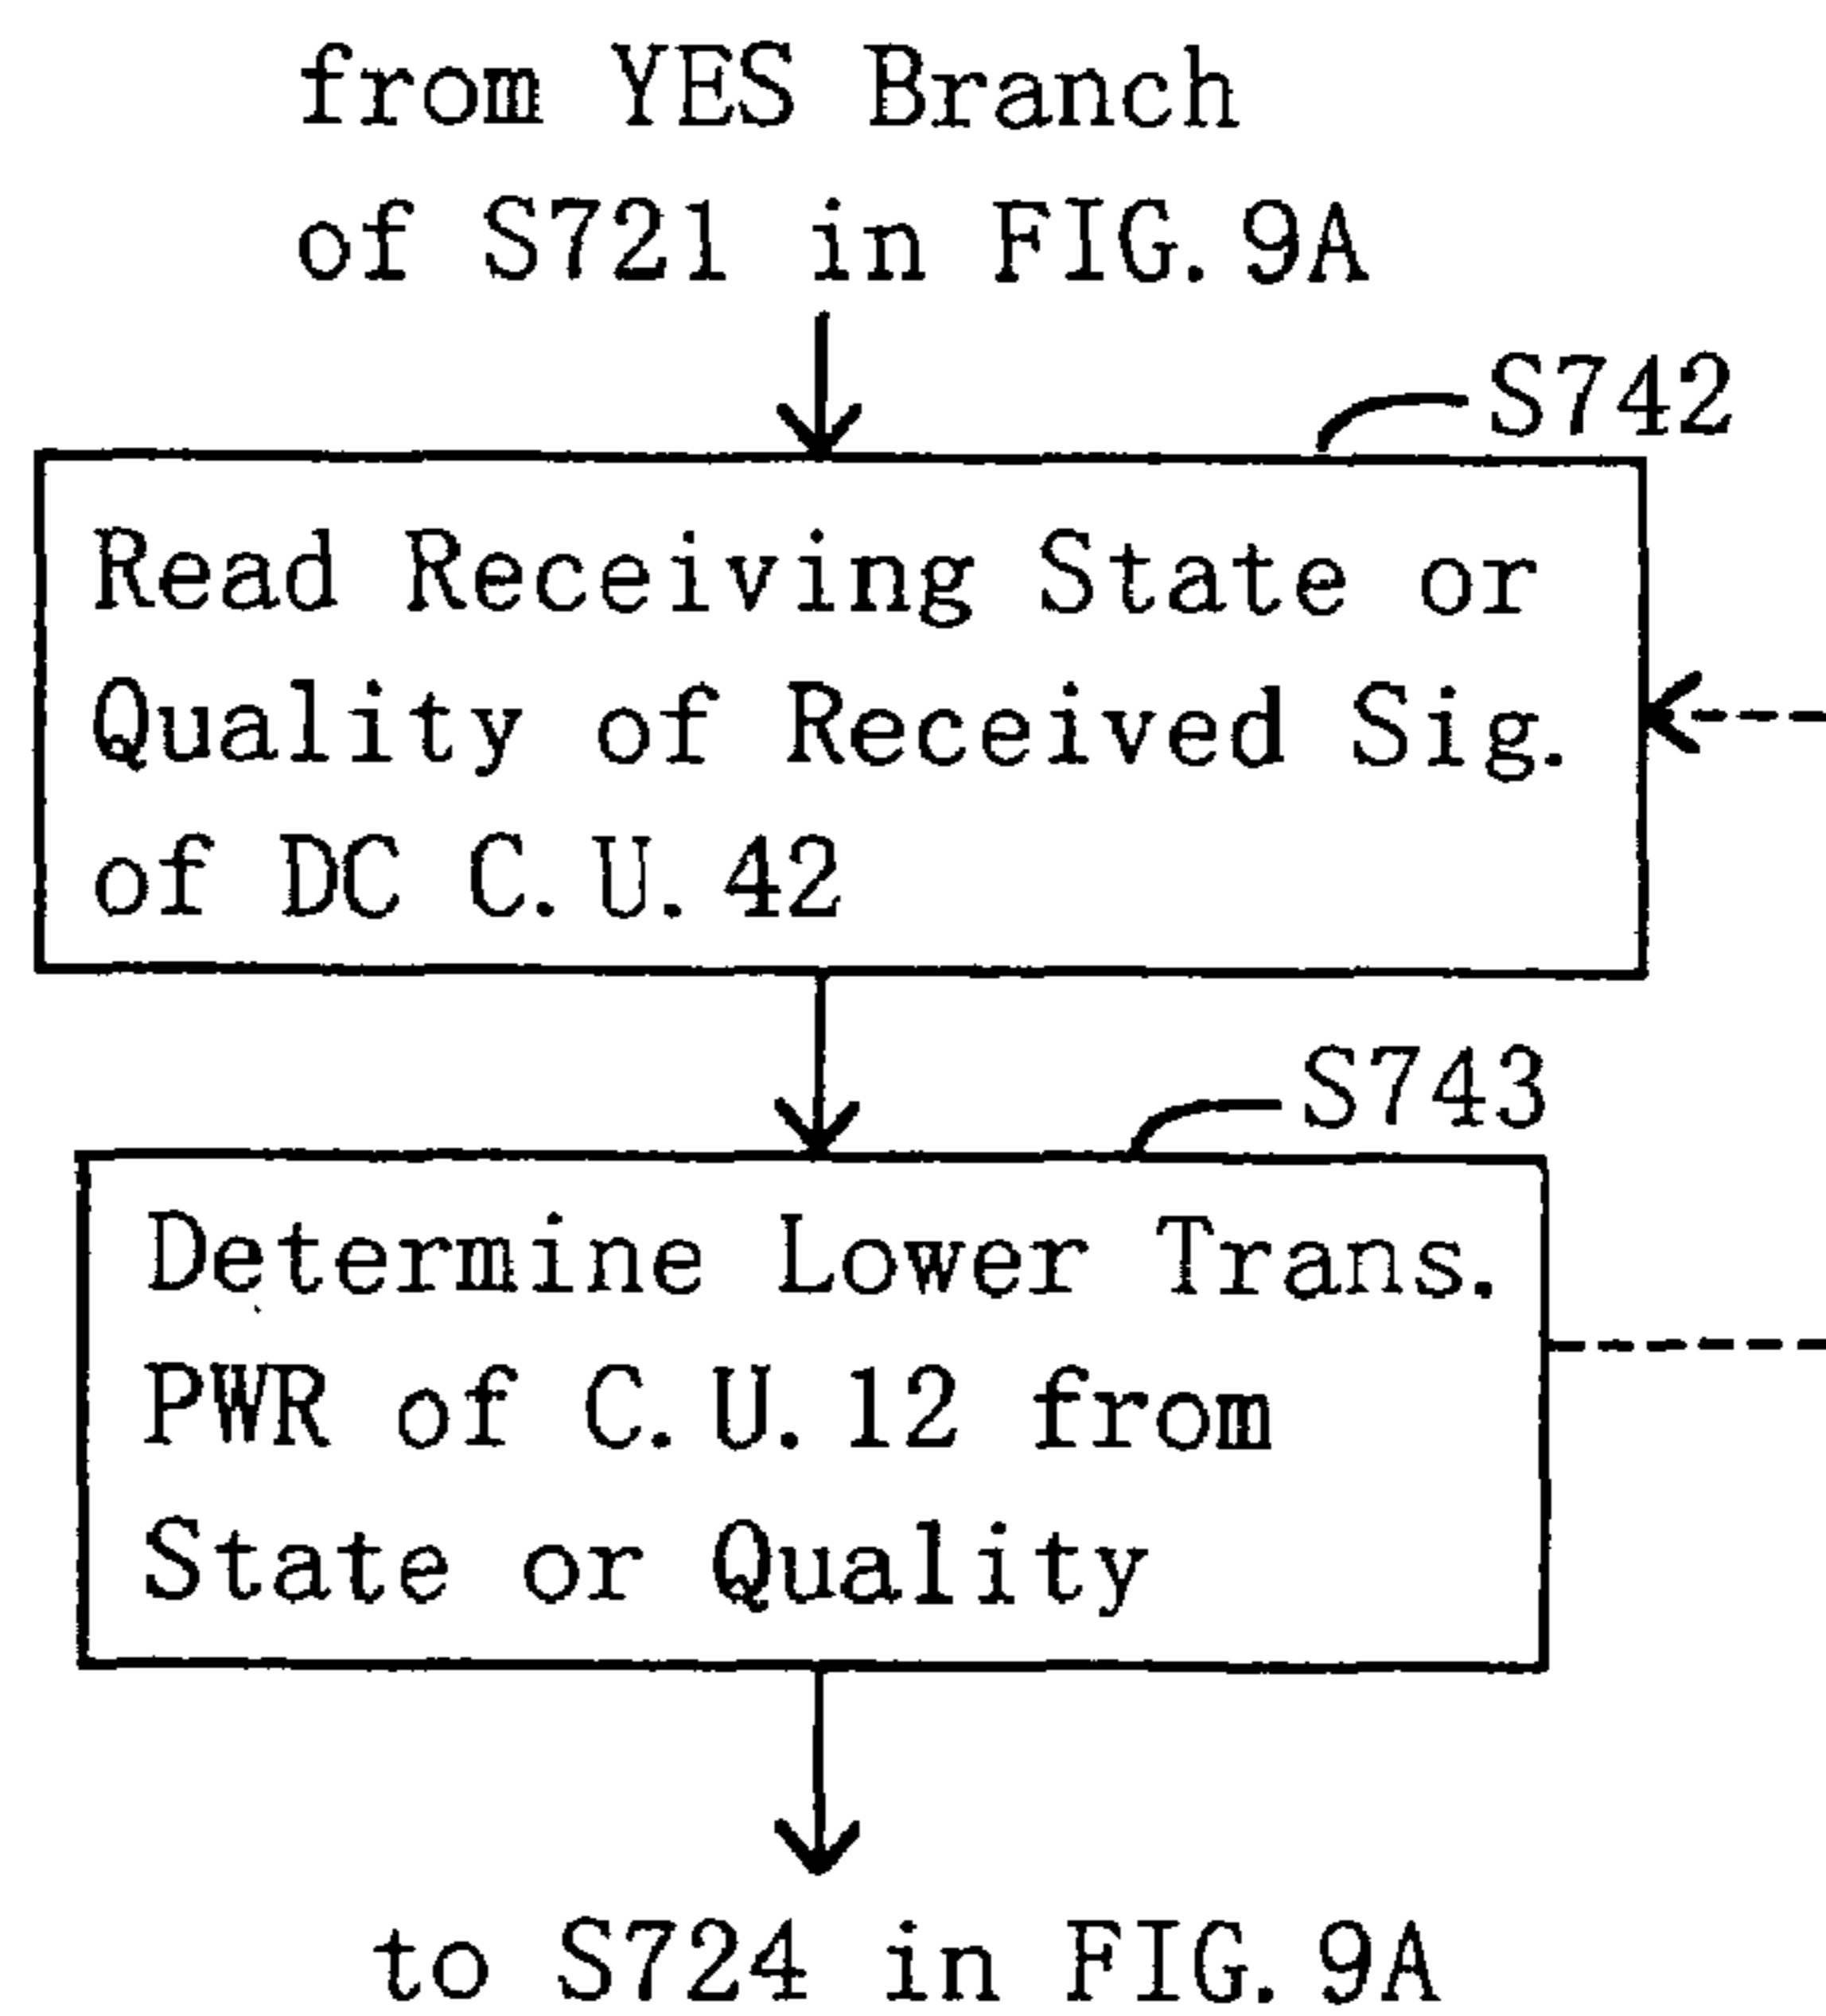 from YES Branch
of S721 in FIG. 9A
S742
Read Receiving State or
Quality of Received Sig.
of DC C. U. 42
S743
Determine Lower Trans.
PWR of C. U. 12 from
State or Quality
to S724 in FIG. 9A